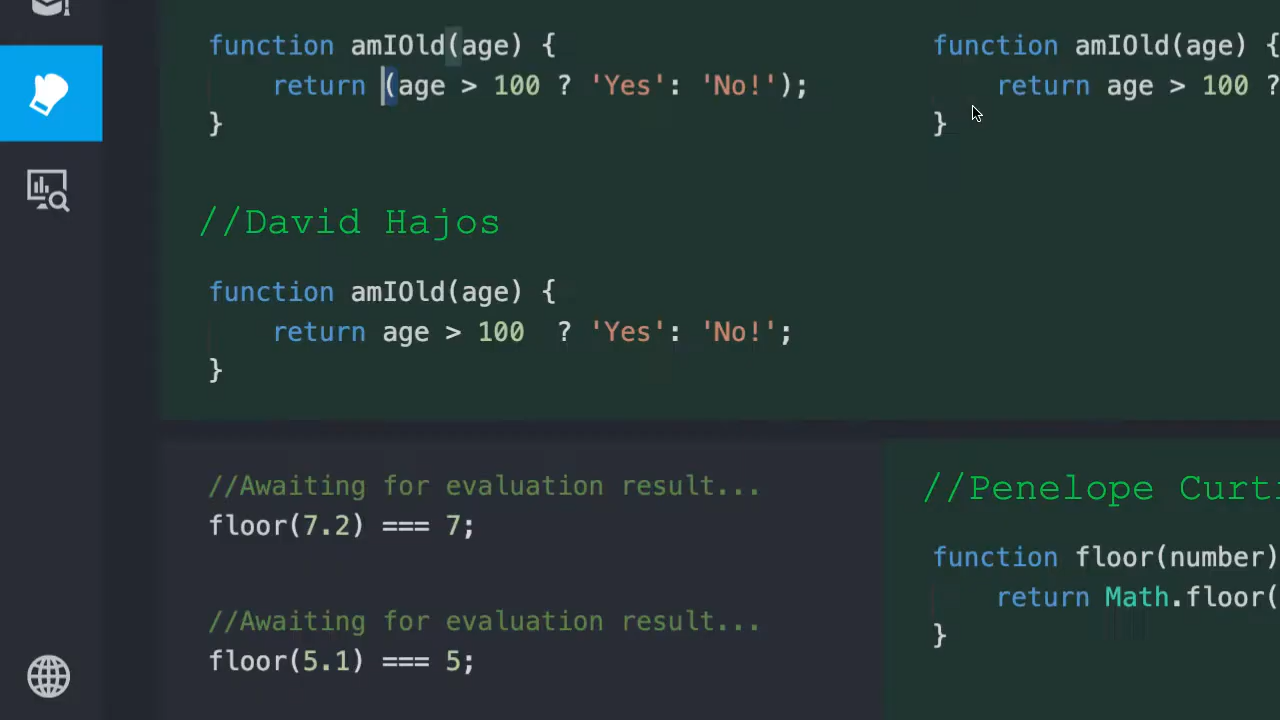 function amIOld(age) {
    return (age > 100 ? 'Yes': 'No!');
}
function amIOld(age) {
    return age > 100 ?
}
//David Hajos
function amIOld(age) {
    return age > 100  ? 'Yes': 'No!';
}
//Awaiting for evaluation result...
floor(7.2) === 7;
//Awaiting for evaluation result...
floor(5.1) === 5;
//Penelope
function floor(number)
    return Math.floor(
}